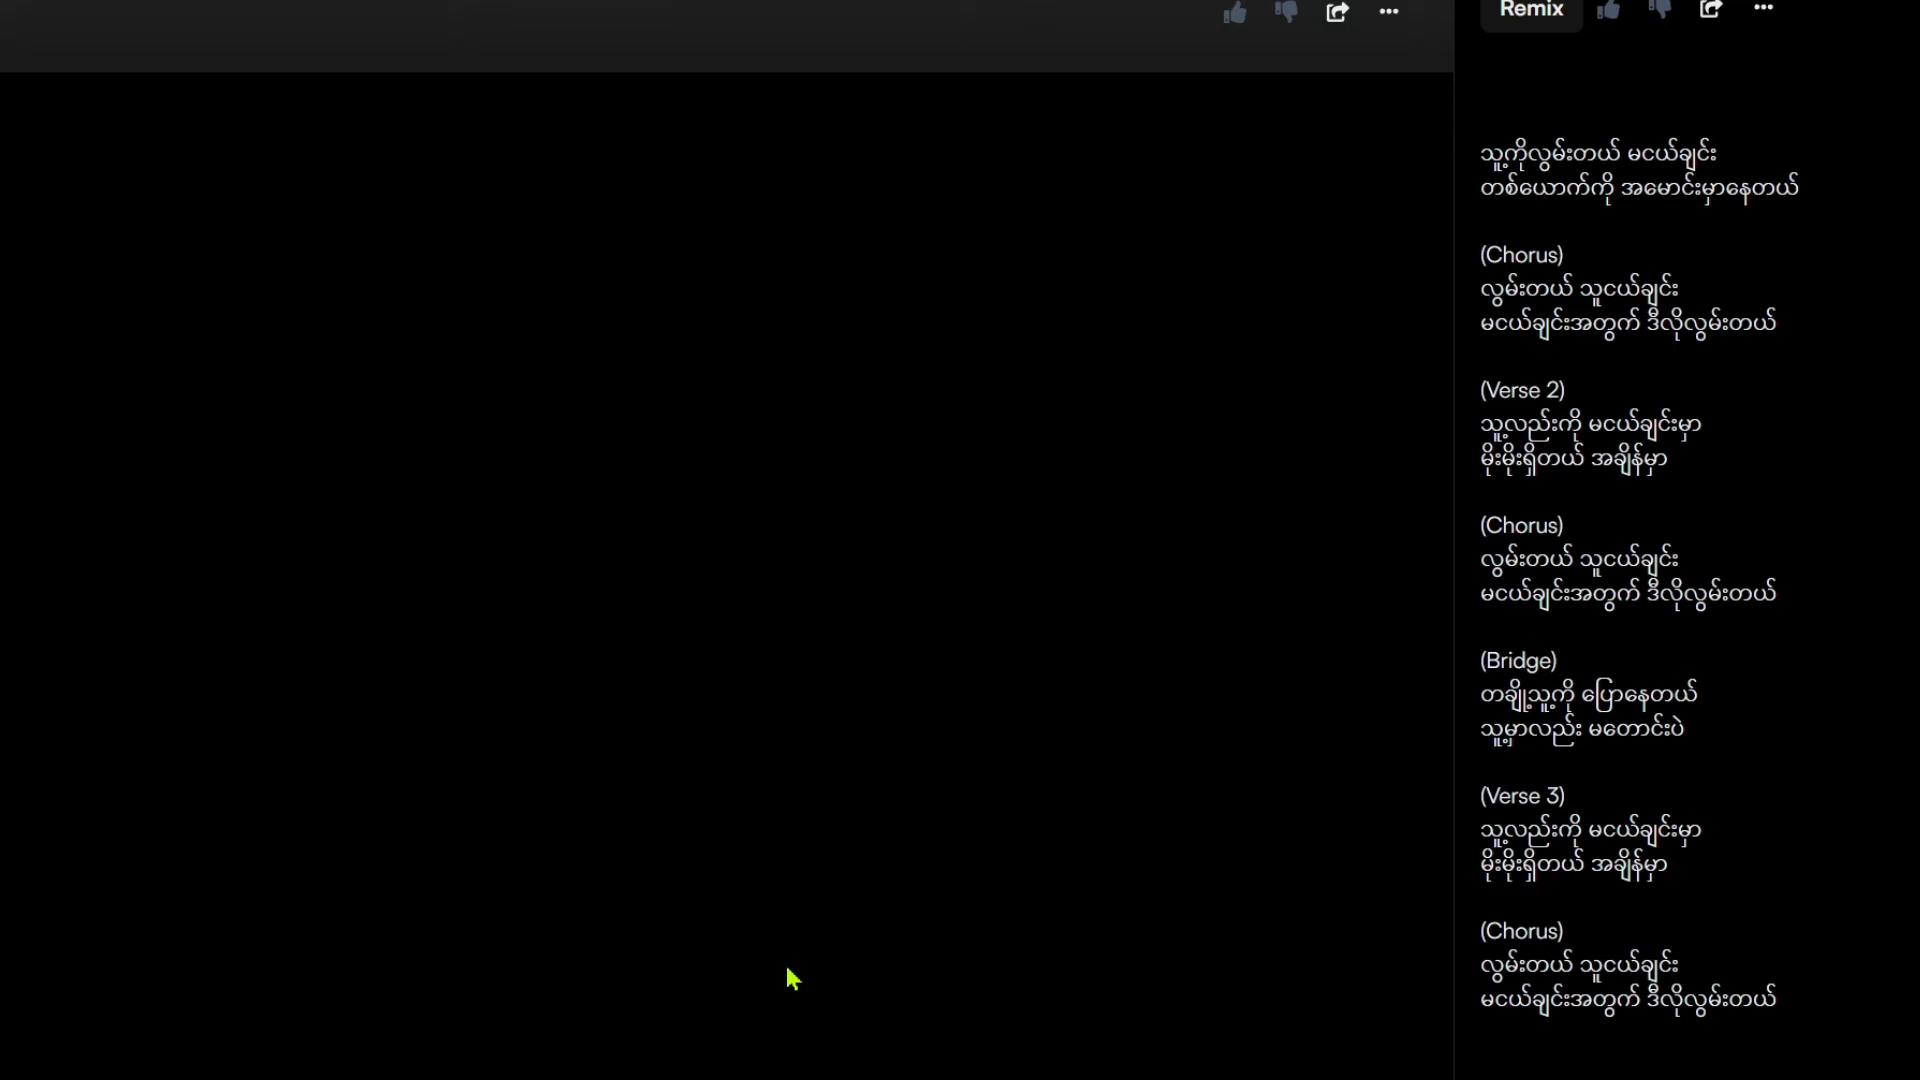 Remix
သူ့ကိုလွမ်းတယ် မငယ်ချင်း
တစ်ယောက်ကို အမောင်းမှာနေတယ်
(Chorus)
လွမ်းတယ် သူငယ်ချင်း
မငယ်ချင်းအတွက် ဒီလိုလွမ်းတယ်
(Verse 2)
သူ့လည်းကို မငယ်ချင်းမှာ
မိုးမိုးရှိတယ် အချိန်မှာ
(Chorus)
လွမ်းတယ် သူငယ်ချင်း
မငယ်ချင်းအတွက် ဒီလိုလွမ်းတယ်
(Bridge)
တချို့သူ့ကို ပြောနေတယ်
သူ့မှာလည်း မတောင်းပဲ
(Verse 3)
သူ့လည်းကို မငယ်ချင်းမှာ
မိုးမိုးရှိတယ် အချိန်မှာ
(Chorus)
လွမ်းတယ် သူငယ်ချင်း
မငယ်ချင်းအတွက် ဒီလိုလွမ်းတယ်